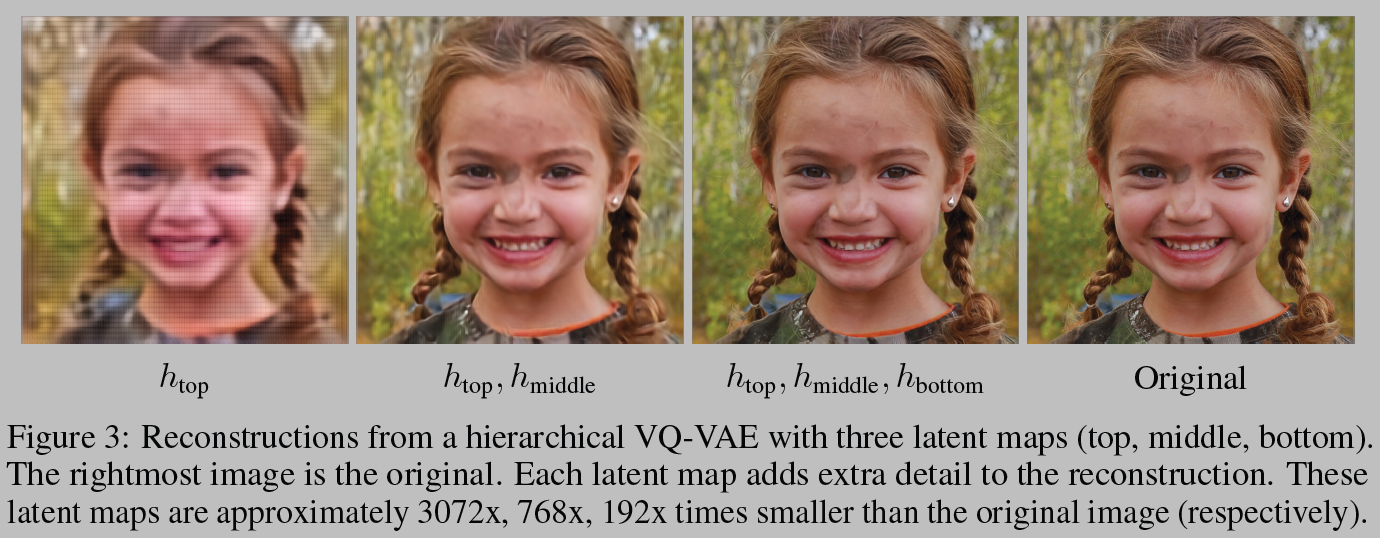 h_top
h_top, h_middle
h_top, h_middle, h_bottom
Original
Figure 3: Reconstructions from a hierarchical VQ-VAE with three latent maps (top, middle, bottom).
The rightmost image is the original. Each latent map adds extra detail to the reconstruction. These
latent maps are approximately 3072x, 768x, 192x times smaller than the original image (respectively).